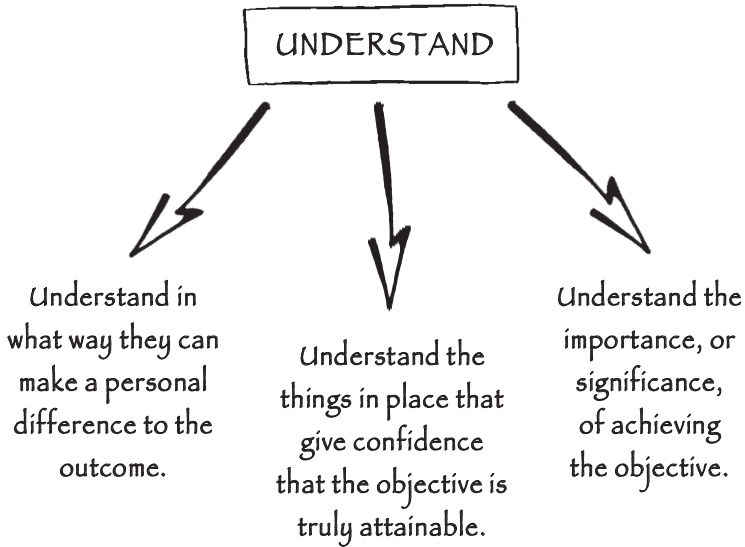 UNDERSTAND
Understand in
what way they can
make a personal
difference to the
outcome.
Understand the
things in place that
give confidence
that the objective is
truly attainable.
Understand the
importance, or
significance,
of achieving
the objective.